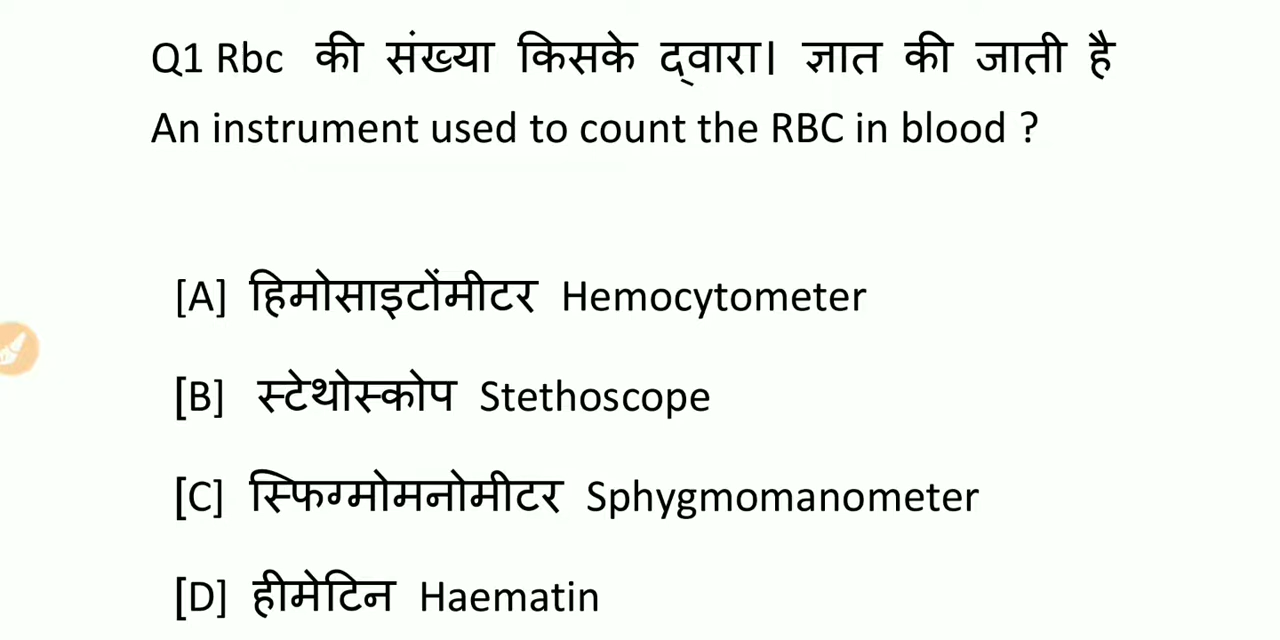 Q1 Rbc की संख्या किसके द्वारा। ज्ञात की जाती है
An instrument used to count the RBC in blood ?
[A] हिमोसाइटोंमीटर Hemocytometer
[B] स्टेथोस्कोप Stethoscope
[C] स्फिग्मोमनोमीटर Sphygmomanometer
[D] हीमेटिन Haematin